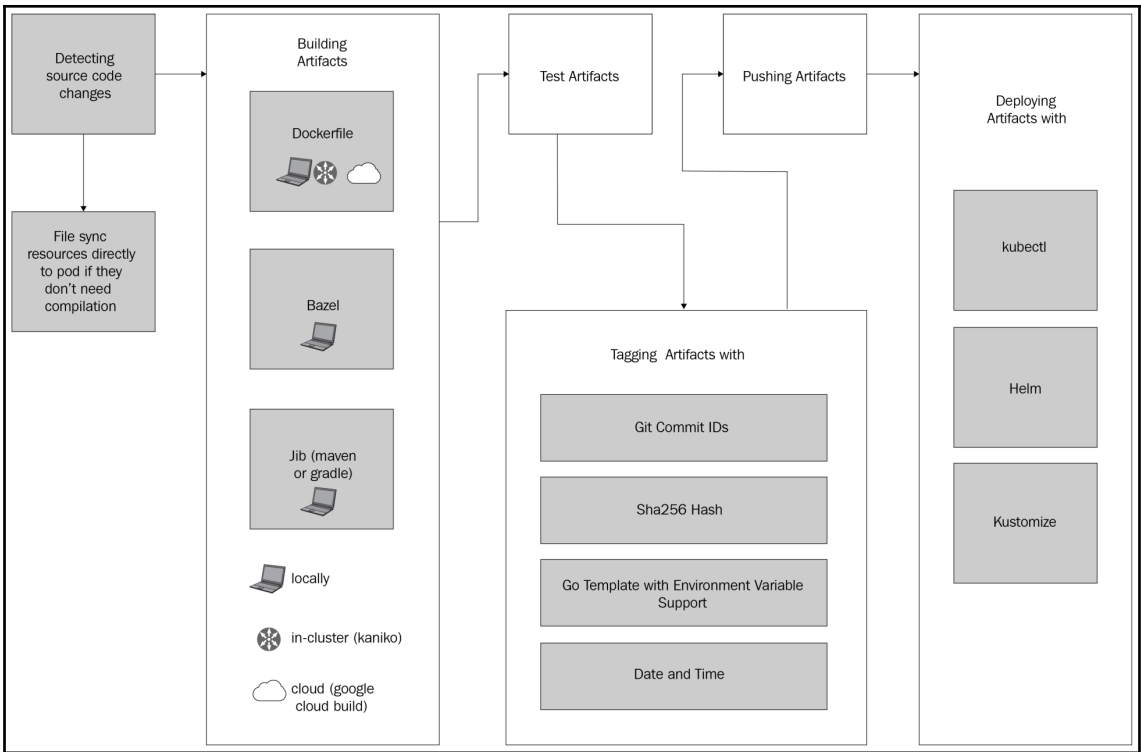 Detecting
source code
changes
File sync
resources directly
to pod if they
don't need
compilation
Building
Artifacts
Dockerfile
Bazel
Jib (maven
or gradle)
locally
in-cluster (kaniko)
cloud (google
cloud build)
Test Artifacts
Tagging Artifacts with
Git Commit IDs
Sha256 Hash
Go Template with Environment Variable
Support
Date and Time
Pushing Artifacts
Deploying
Artifacts with
kubectl
Helm
Kustomize